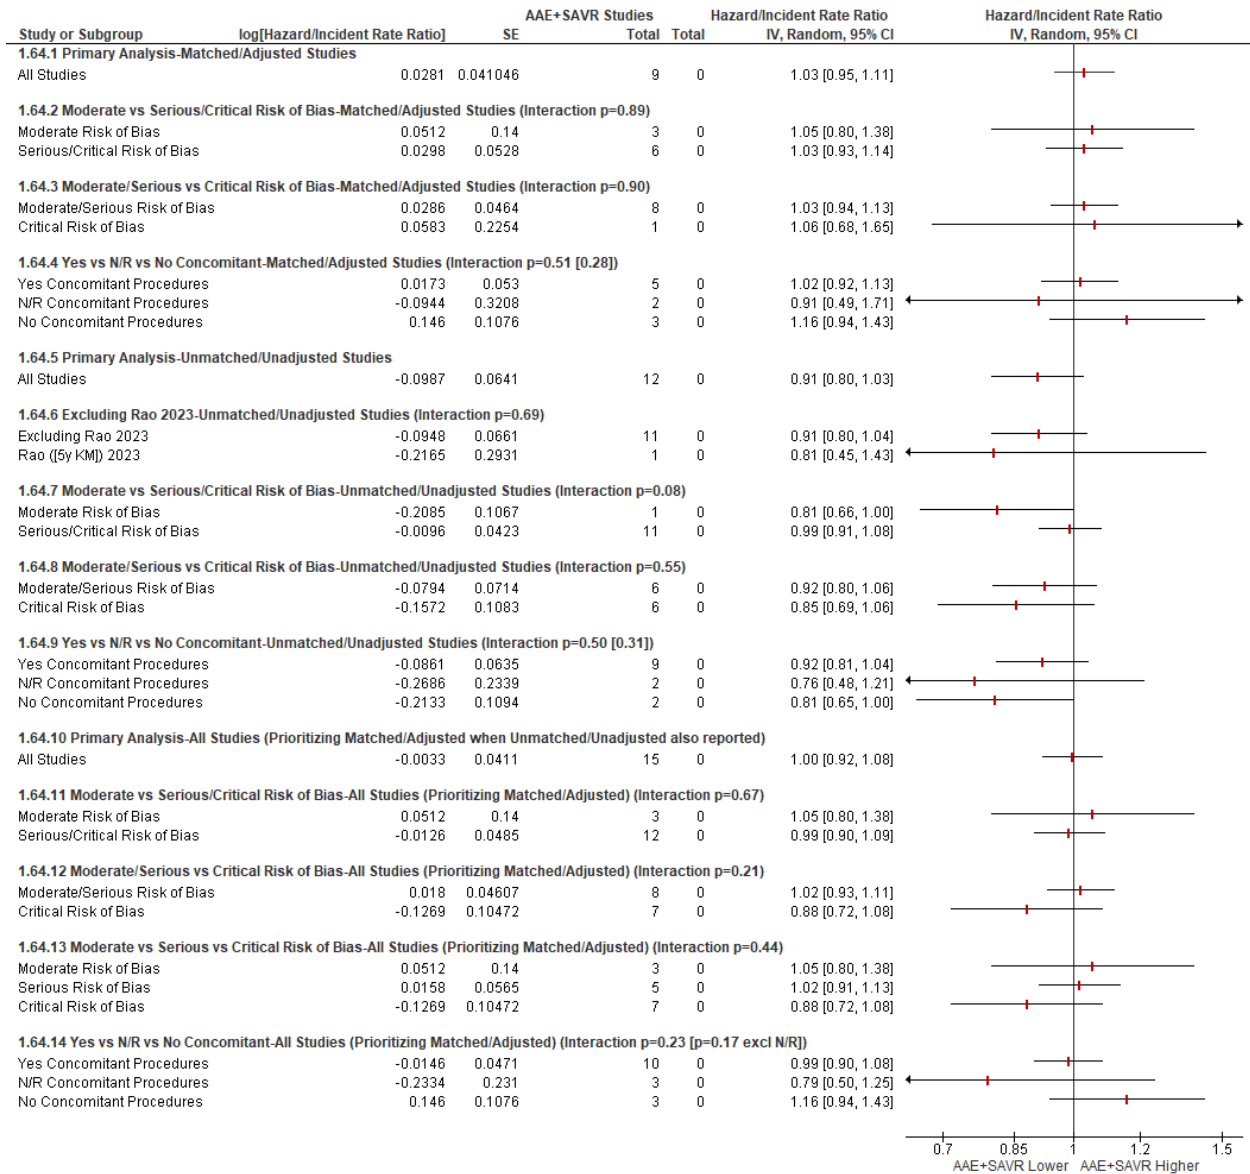 AAE+SAVR Studies Hazard/Incident Rate Ratio Hazard/Incident Rate Ratio
Study or Subgroup log[Hazard/Incident Rate Ratio] SE Total Total IV, Random, 95% CI IV, Random, 95% CI
1.64.1 Primary Analysis-Matched/Adjusted Studies
All Studies 0.0281 0.041046 9 0 1.03 [0.95, 1.11]
1.64.2 Moderate vs Serious/Critical Risk of Bias-Matched/Adjusted Studies (Interaction p=0.89)
Moderate Risk of Bias 0.0512 0.14 3 0 1.05 [0.80, 1.38]
Serious/Critical Risk of Bias 0.0298 0.0528 6 0 1.03 [0.93, 1.14]
1.64.3 Moderate/Serious vs Critical Risk of Bias-Matched/Adjusted Studies (Interaction p=0.90)
Moderate/Serious Risk of Bias 0.0286 0.0464 8 0 1.03 [0.94, 1.13]
Critical Risk of Bias 0.0583 0.2254 1 0 1.06 [0.68, 1.65]
1.64.4 Yes vs N/R vs No Concomitant-Matched/Adjusted Studies (Interaction p=0.51 [0.28])
Yes Concomitant Procedures 0.0173 0.053 5 0 1.02 [0.92, 1.13]
N/R Concomitant Procedures -0.0944 0.3208 2 0 0.91 [0.49, 1.71]
No Concomitant Procedures 0.146 0.1076 3 0 1.16 [0.94, 1.43]
1.64.5 Primary Analysis-Unmatched/Unadjusted Studies
All Studies -0.0987 0.0641 12 0 0.91 [0.80, 1.03]
1.64.6 Excluding Rao 2023-Unmatched/Unadjusted Studies (Interaction p=0.69)
Excluding Rao 2023 -0.0948 0.0661 11 0 0.91 [0.80, 1.04]
Rao ([5y KM]) 2023 -0.2165 0.2931 1 0 0.81 [0.45, 1.43]
1.64.7 Moderate vs Serious/Critical Risk of Bias-Unmatched/Unadjusted Studies (Interaction p=0.08)
Moderate Risk of Bias -0.2085 0.1067 1 0 0.81 [0.66, 1.00]
Serious/Critical Risk of Bias -0.0096 0.0423 11 0 0.99 [0.91, 1.08]
1.64.8 Moderate/Serious vs Critical Risk of Bias-Unmatched/Unadjusted Studies (Interaction p=0.55)
Moderate/Serious Risk of Bias -0.0794 0.0714 6 0 0.92 [0.80, 1.06]
Critical Risk of Bias -0.1572 0.1083 6 0 0.85 [0.69, 1.06]
1.64.9 Yes vs N/R vs No Concomitant-Unmatched/Unadjusted Studies (Interaction p=0.50 [0.31])
Yes Concomitant Procedures -0.0861 0.0635 9 0 0.92 [0.81, 1.04]
N/R Concomitant Procedures -0.2686 0.2339 2 0 0.76 [0.48, 1.21]
No Concomitant Procedures -0.2133 0.1094 2 0 0.81 [0.65, 1.00]
1.64.10 Primary Analysis-All Studies (Prioritizing Matched/Adjusted when Unmatched/Unadjusted also reported)
All Studies -0.0033 0.0411 15 0 1.00 [0.92, 1.08]
1.64.11 Moderate vs Serious/Critical Risk of Bias-All Studies (Prioritizing Matched/Adjusted) (Interaction p=0.67)
Moderate Risk of Bias 0.0512 0.14 3 0 1.05 [0.80, 1.38]
Serious/Critical Risk of Bias -0.0126 0.0485 12 0 0.99 [0.90, 1.09]
1.64.12 Moderate/Serious vs Critical Risk of Bias-All Studies (Prioritizing Matched/Adjusted) (Interaction p=0.21)
Moderate/Serious Risk of Bias 0.018 0.04607 8 0 1.02 [0.93, 1.11]
Critical Risk of Bias -0.1269 0.10472 7 0 0.88 [0.72, 1.08]
1.64.13 Moderate vs Serious vs Critical Risk of Bias-All Studies (Prioritizing Matched/Adjusted) (Interaction p=0.44)
Moderate Risk of Bias 0.0512 0.14 3 0 1.05 [0.80, 1.38]
Serious Risk of Bias 0.0158 0.0565 5 0 1.02 [0.91, 1.13]
Critical Risk of Bias -0.1269 0.10472 7 0 0.88 [0.72, 1.08]
1.64.14 Yes vs N/R vs No Concomitant-All Studies (Prioritizing Matched/Adjusted) (Interaction p=0.23 [p=0.17 excl N/R])
Yes Concomitant Procedures -0.0146 0.0471 10 0 0.99 [0.90, 1.08]
N/R Concomitant Procedures -0.2334 0.231 3 0 0.79 [0.50, 1.25]
No Concomitant Procedures 0.146 0.1076 3 0 1.16 [0.94, 1.43]
0.7 0.85 1 1.2 1.5
AAE+SAVR Lower AAE+SAVR Higher